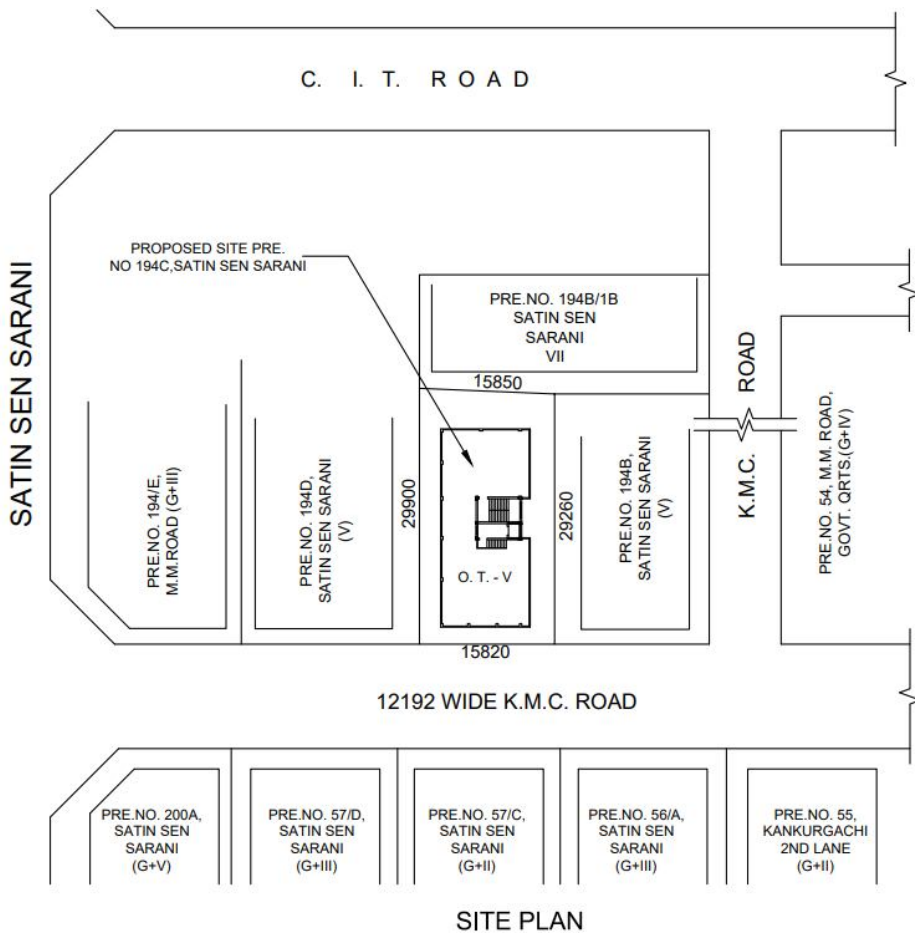 C. I. T. ROAD
SATIN SEN SARANI
PROPOSED SITE PRE.
NO 194C,SATIN SEN SARANI
PRE.NO. 194B/1B
SATIN SEN
SARANI
VII
15850
K.M.C. ROAD
PRE.NO. 194/E,
M.M.ROAD (G+III)
PRE.NO. 194D,
SATIN SEN SARANI
(V)
29900
O. T. - V
29260
PRE.NO. 194B,
SATIN SEN SARANI
(V)
PRE.NO. 54, M.M. ROAD,
GOVT. QRTS.(G+IV)
15820
12192 WIDE K.M.C. ROAD
PRE.NO. 200A,
SATIN SEN
SARANI
(G+V)
PRE.NO. 57/D,
SATIN SEN
SARANI
(G+III)
PRE.NO. 57/C,
SATIN SEN
SARANI
(G+II)
PRE.NO. 56/A,
SATIN SEN
SARANI
(G+III)
PRE.NO. 55,
KANKURGACHI
2ND LANE
(G+II)
SITE PLAN